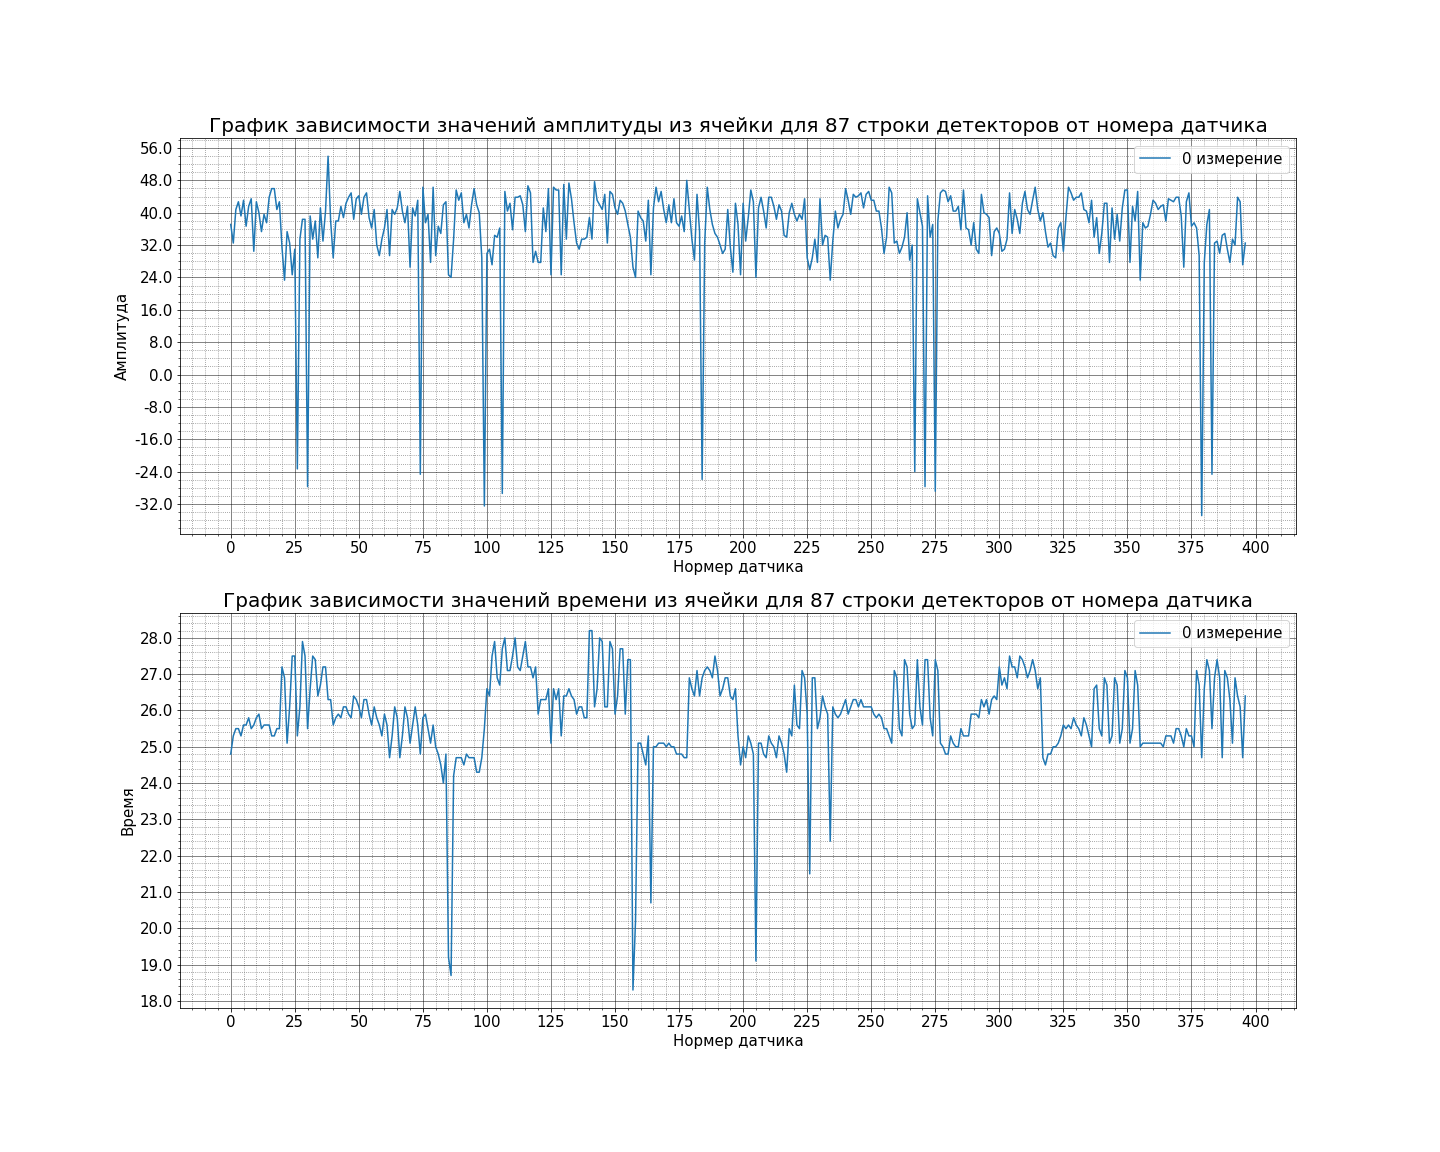 График зависимости значений амплитуды из ячейки для 87 строки детекторов от номера датчика
0 измерение
Амплитуда
56.0
48.0
40.0
32.0
24.0
16.0
8.0
0.0
-8.0
-16.0
-24.0
-32.0
0 25 50 75 100 125 150 175 200 225 250 275 300 325 350 375 400
Нормер датчика
График зависимости значений времени из ячейки для 87 строки детекторов от номера датчика
0 измерение
Время
28.0
27.0
26.0
25.0
24.0
23.0
22.0
21.0
20.0
19.0
18.0
0 25 50 75 100 125 150 175 200 225 250 275 300 325 350 375 400
Нормер датчика